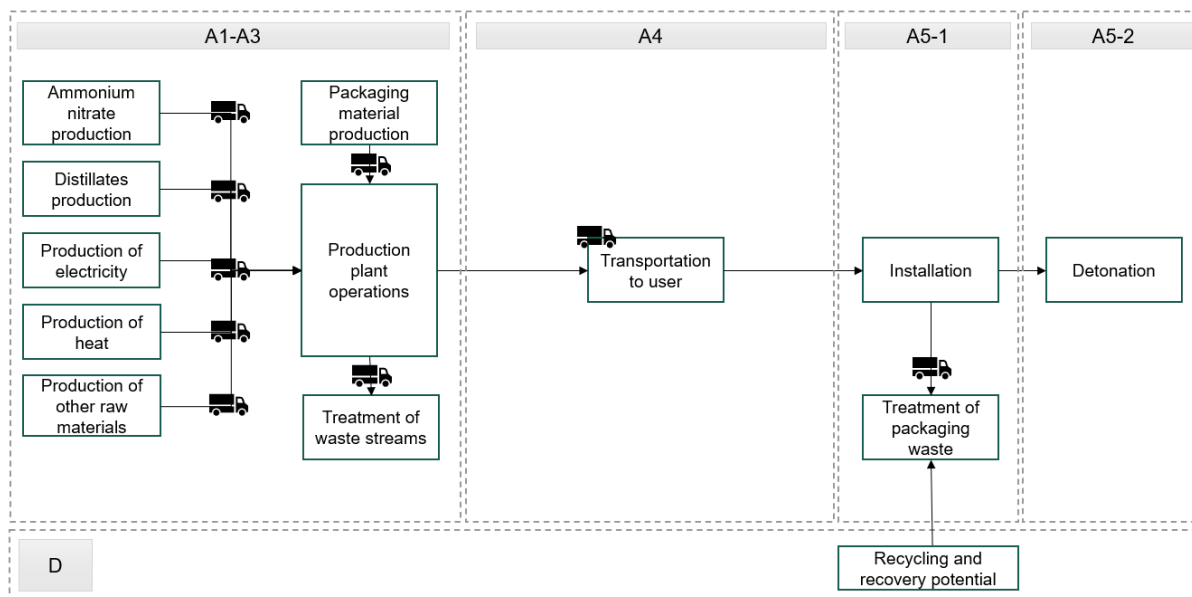 A1-A3
A4
A5-1
A5-2
Ammonium
nitrate
production
Distillates
production
Production of
electricity
Production of
heat
Production of
other raw
materials
Packaging
material
production
Production
plant
operations
Treatment of
waste streams
Transportation
to user
Installation
Treatment of
packaging
waste
Detonation
D
Recycling and
recovery potential